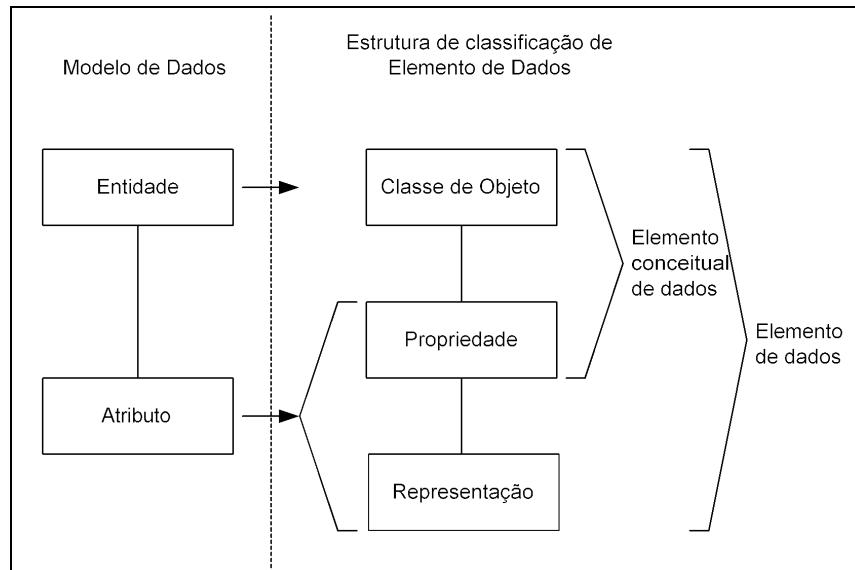 Modelo de Dados
Estrutura de classificação de
Elemento de Dados
Entidade
Classe de Objeto
Elemento
conceitual
de dados
Propriedade
Elemento
de dados
Atributo
Representação